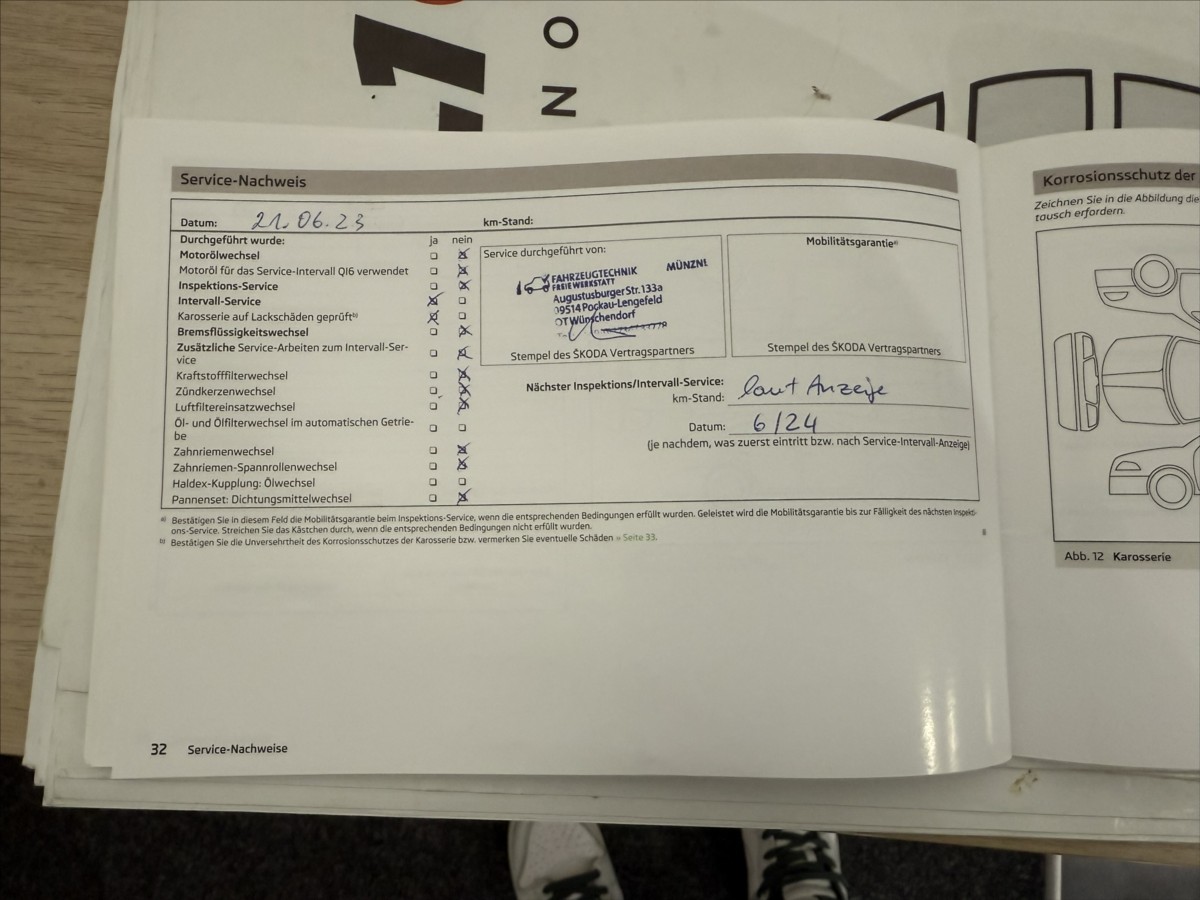 1
N O
Service-Nachweis
Datum: 21.06.23 km-Stand:
Durchgeführt wurde: ja nein
Motorölwechsel
Motoröl für das Service-Intervall QI6 verwendet
Inspektions-Service
Intervall-Service
Karosserie auf Lackschäden geprüft b)
Bremsflüssigkeitswechsel
Zusätzliche Service-Arbeiten zum Intervall-Ser-
vice
Kraftstofffilterwechsel
Zündkerzenwechsel
Luftfiltereinsatzwechsel
Öl- und Ölfilterwechsel im automatischen Getrie-
be
Zahnriemenwechsel
Zahnriemen-Spannrollenwechsel
Haldex-Kupplung: Ölwechsel
Pannenset: Dichtungsmittelwechsel
Service durchgeführt von:
FAHRZEUGTECHNIK MÜNZNE
FREIE WERKSTATT
Augustusburger Str. 133a
09514 Pockau-Lengefeld
OT Wünschendorf
Stempel des ŠKODA Vertragspartners
Mobilitätsgarantie a)
Stempel des ŠKODA Vertragspartners
Nächster Inspektions/Intervall-Service:
km-Stand: laut Anzeige
Datum: 6/24
(je nachdem, was zuerst eintritt bzw. nach Service-Intervall-Anzeige)
a) Bestätigen Sie in diesem Feld die Mobilitätsgarantie beim Inspektions-Service, wenn die entsprechenden Bedingungen erfüllt wurden. Geleistet wird die Mobilitätsgarantie bis zur Fälligkeit des nächsten Inspekti-
ons-Service. Streichen Sie das Kästchen durch, wenn die entsprechenden Bedingungen nicht erfüllt wurden.
b) Bestätigen Sie die Unversehrtheit des Korrosionsschutzes der Karosserie bzw. vermerken Sie eventuelle Schäden » Seite 33.
32 Service-Nachweise
Korrosionsschutz der
Zeichnen Sie in die Abbildung die
tausch erfordern.
Abb. 12 Karosserie